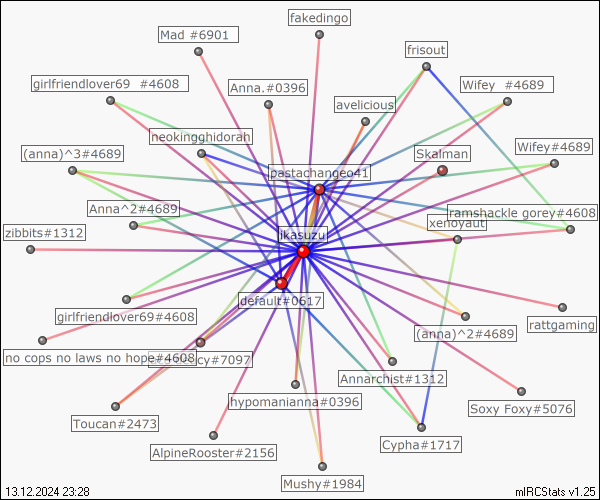 fakedingo
Mad #6901
frisout
girlfriendlover69 #4608
Anna.#0396
Wifey #4689
avelicious
neokingghidorah
(anna)^3#4689
Skalman
Wifey#4689
pastachangeo41
Anna^2#4689
ramshackle gorey#4608
xenoyaut
zibbits#1312
ikasuzu
default#0617
girlfriendlover69#4608
rattgaming
(anna)^2#4689
no cops no laws no hope#4608
cy#7097
Annarchist#1312
hypomanianna#0396
Soxy Foxy#5076
Toucan#2473
Cypha#1717
AlpineRooster#2156
Mushy#1984
13.12.2024 23:28
mIRCStats v1.25